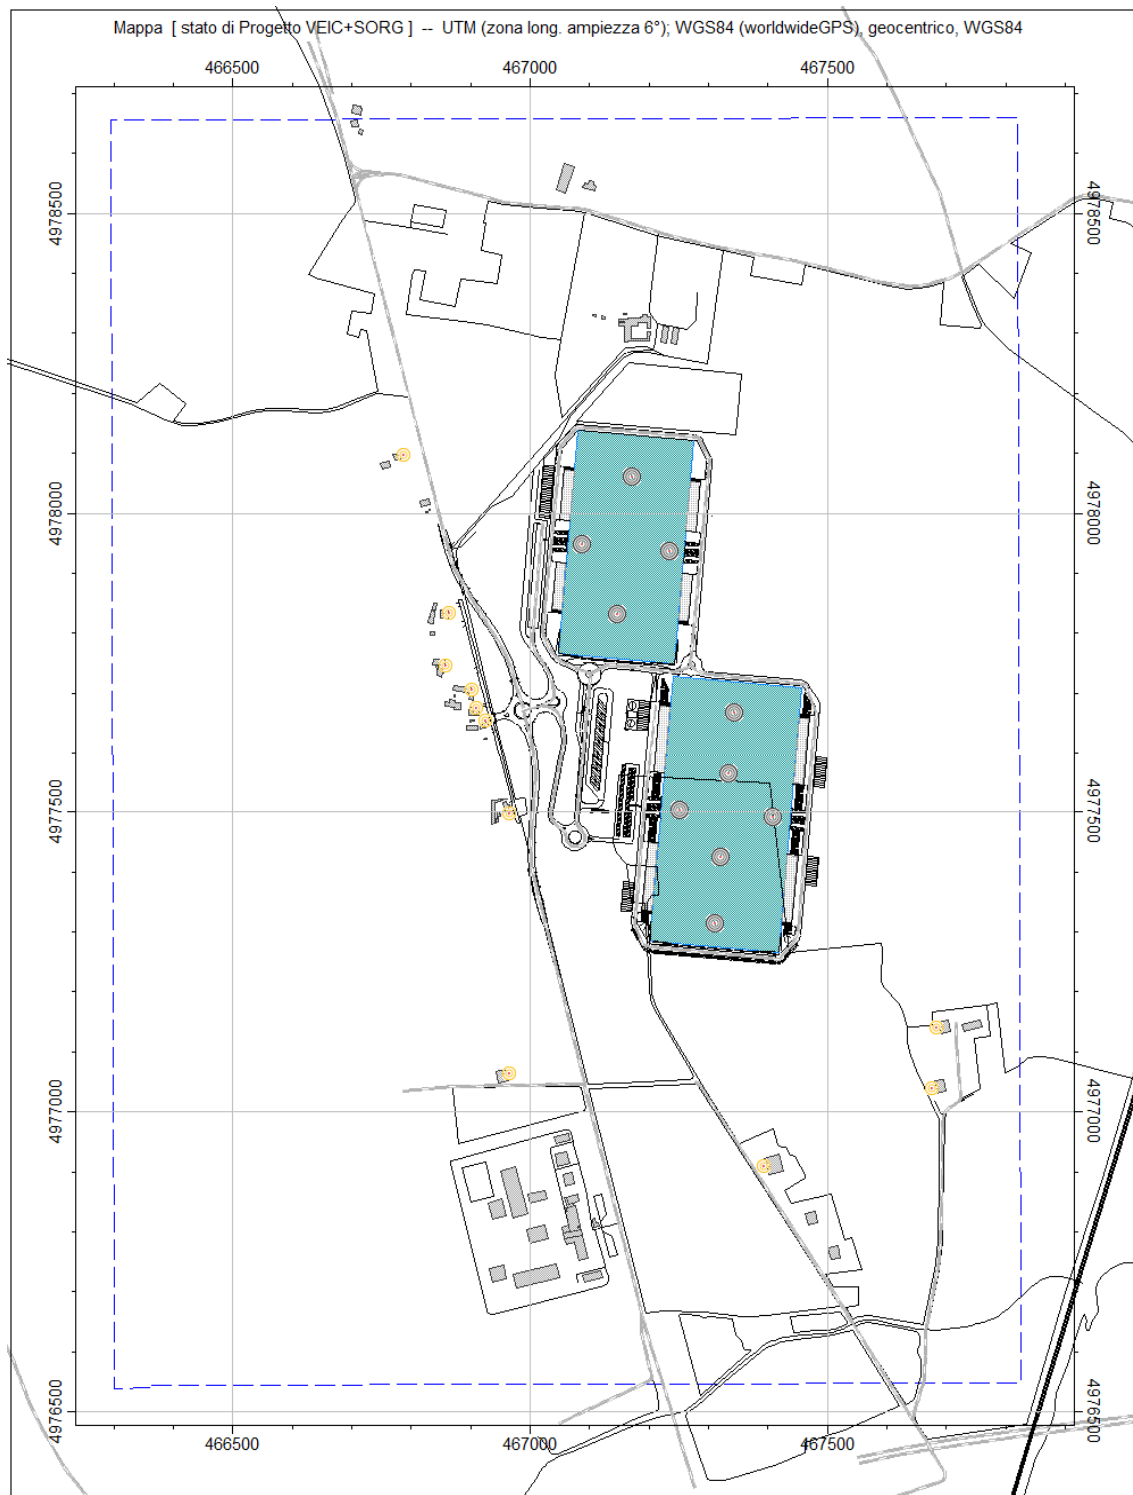 Mappa [ stato di Progetto VEIC+SORG ] -- UTM (zona long. ampiezza 6°); WGS84 (worldwideGPS), geocentrico, WGS84
466500 467000 467500
4978500 4978500
4978000 4978000
4977500 4977500
4977000 4977000
4976500 4976500
466500 467000 467500